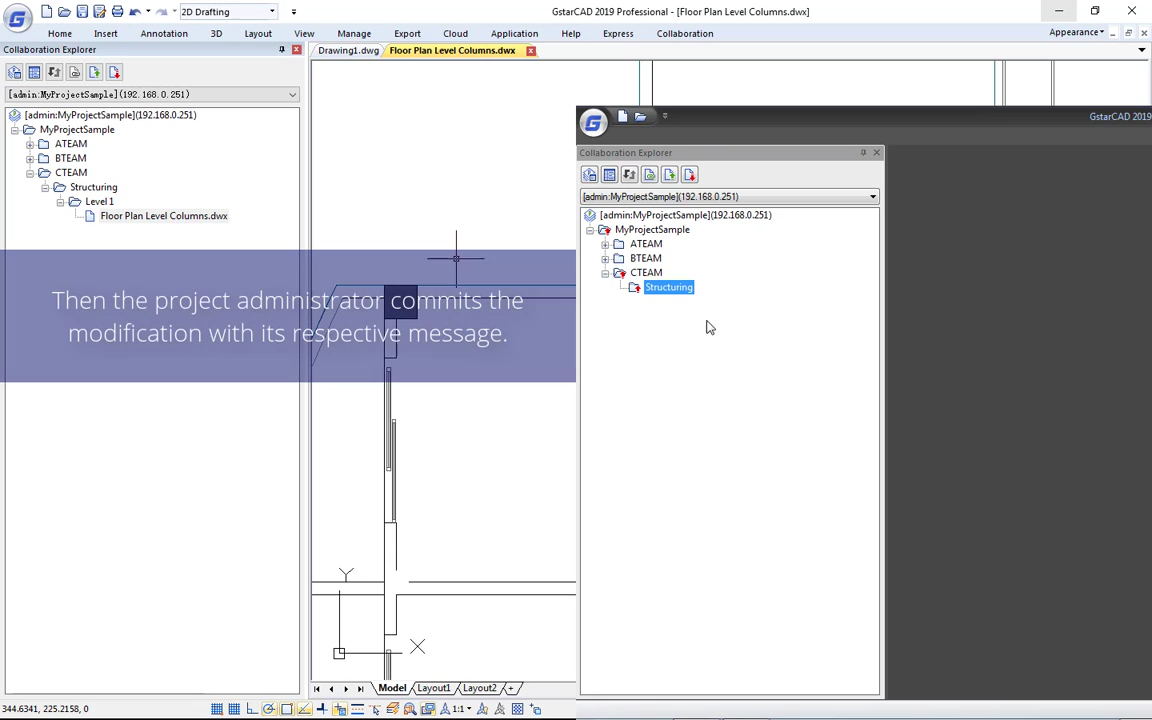 2D Drafting
GstarCAD 2019 Professional - [Floor Plan Level Columns.dwx]
Home Insert Annotation 3D Layout View Manage Export Cloud Application Help Express Collaboration Appearance
Collaboration Explorer
Drawing1.dwg Floor Plan Level Columns.dwx
[admin:MyProjectSample](192.168.0.251)
[admin:MyProjectSample](192.168.0.251)
MyProjectSample
ATEAM
BTEAM
CTEAM
Structuring
Level 1
Floor Plan Level Columns.dwx
GstarCAD 2019
Collaboration Explorer
[admin:MyProjectSample](192.168.0.251)
[admin:MyProjectSample](192.168.0.251)
MyProjectSample
ATEAM
BTEAM
CTEAM
Structuring
Then the project administrator commits the
modification with its respective message.
Y
X
Model Layout1 Layout2 +
344.6341, 225.2158, 0
1:1